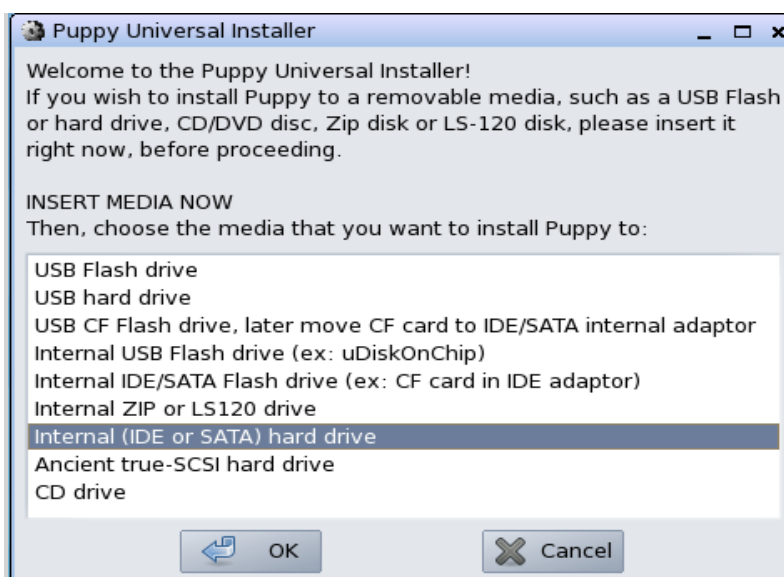 Puppy Universal Installer
Welcome to the Puppy Universal Installer!
If you wish to install Puppy to a removable media, such as a USB Flash
or hard drive, CD/DVD disc, Zip disk or LS-120 disk, please insert it
right now, before proceeding.
INSERT MEDIA NOW
Then, choose the media that you want to install Puppy to:
USB Flash drive
USB hard drive
USB CF Flash drive, later move CF card to IDE/SATA internal adaptor
Internal USB Flash drive (ex: uDiskOnChip)
Internal IDE/SATA Flash drive (ex: CF card in IDE adaptor)
Internal ZIP or LS120 drive
Internal (IDE or SATA) hard drive
Ancient true-SCSI hard drive
CD drive
OK Cancel